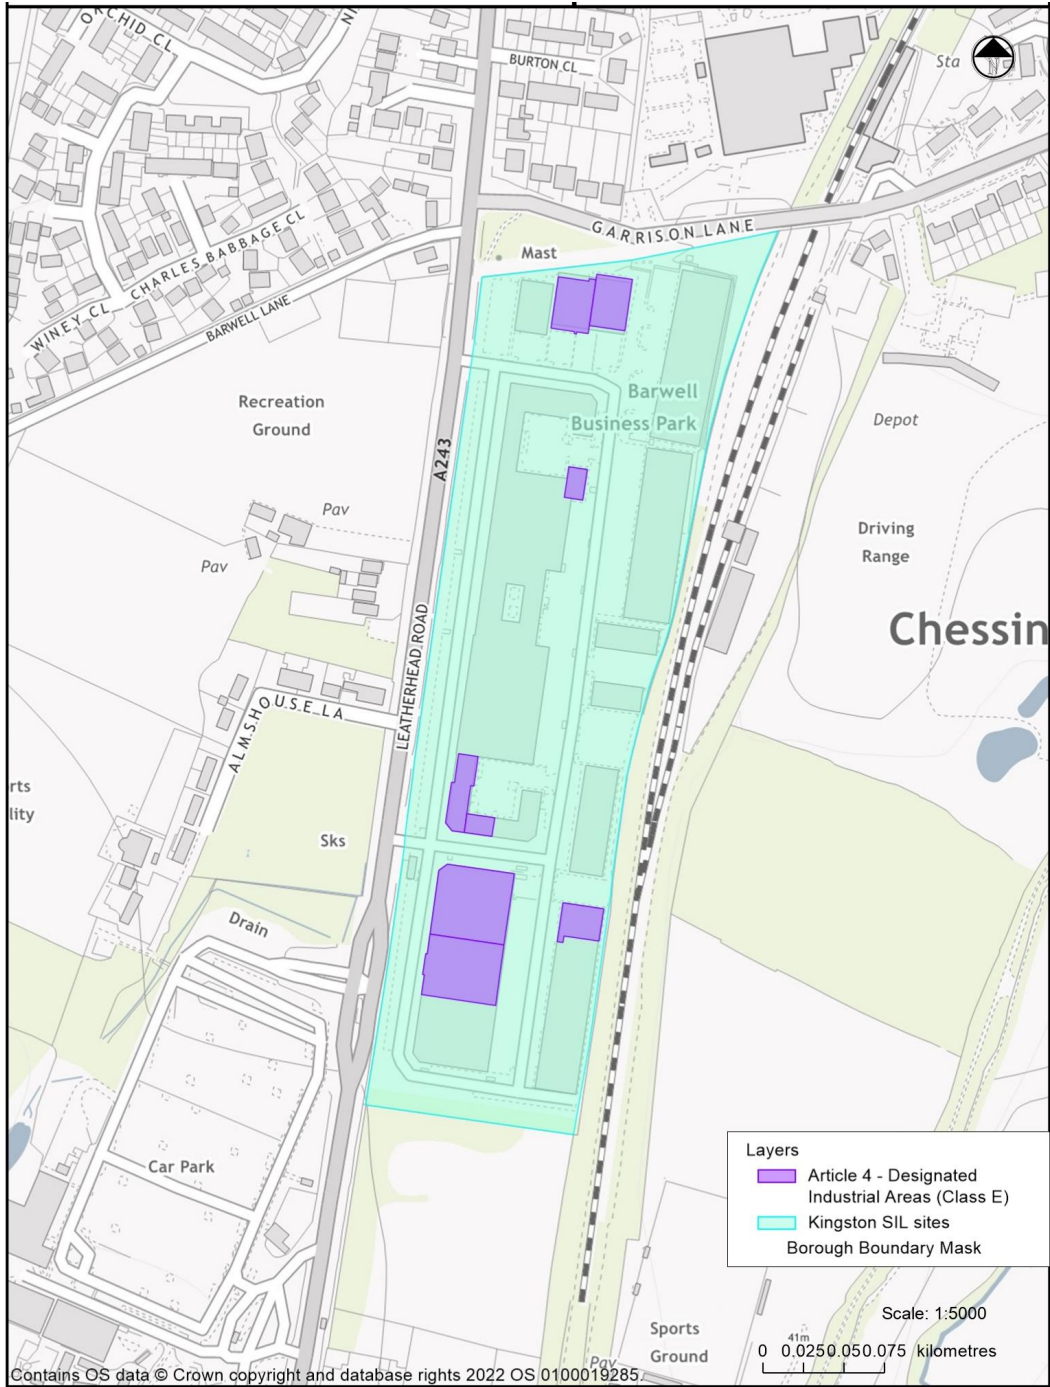 ORCHID CL
NI
BURTON CL
Sta
GARRISON LANE
Mast
CHARLES BABBAGE CL
WINEY CL
BARWELL LANE
Recreation
Ground
A243
Barwell
Business Park
Depot
Pav
Driving
Range
Pav
Chessin
LEATHERHEAD ROAD
ALMSHOUSE LA
rts
lity
Sks
Drain
Car Park
Layers
Article 4 - Designated
Industrial Areas (Class E)
Kingston SIL sites
Borough Boundary Mask
Scale: 1:5000
Sports
Ground
41m
0 0.0250.050.075 kilometres
Pav
Contains OS data © Crown copyright and database rights 2022 OS 0100019285.